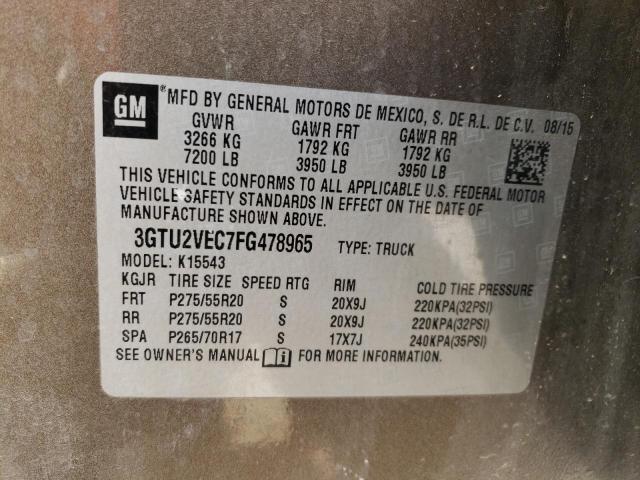 GM MFD BY GENERAL MOTORS DE MEXICO, S. DE R.L. DE C.V. 08/15
GVWR GAWR FRT GAWR RR
3266 KG 1792 KG 1792 KG
7200 LB 3950 LB 3950 LB
THIS VEHICLE CONFORMS TO ALL APPLICABLE U.S. FEDERAL MOTOR
VEHICLE SAFETY STANDARDS IN EFFECT ON THE DATE OF
MANUFACTURE SHOWN ABOVE.
3GTU2VEC7FG478965 TYPE: TRUCK
MODEL: K15543
KGJR TIRE SIZE SPEED RTG RIM COLD TIRE PRESSURE
FRT P275/55R20 S 20X9J 220KPA(32PSI)
RR P275/55R20 S 20X9J 220KPA(32PSI)
SPA P265/70R17 S 17X7J 240KPA(35PSI)
SEE OWNER'S MANUAL i FOR MORE INFORMATION.